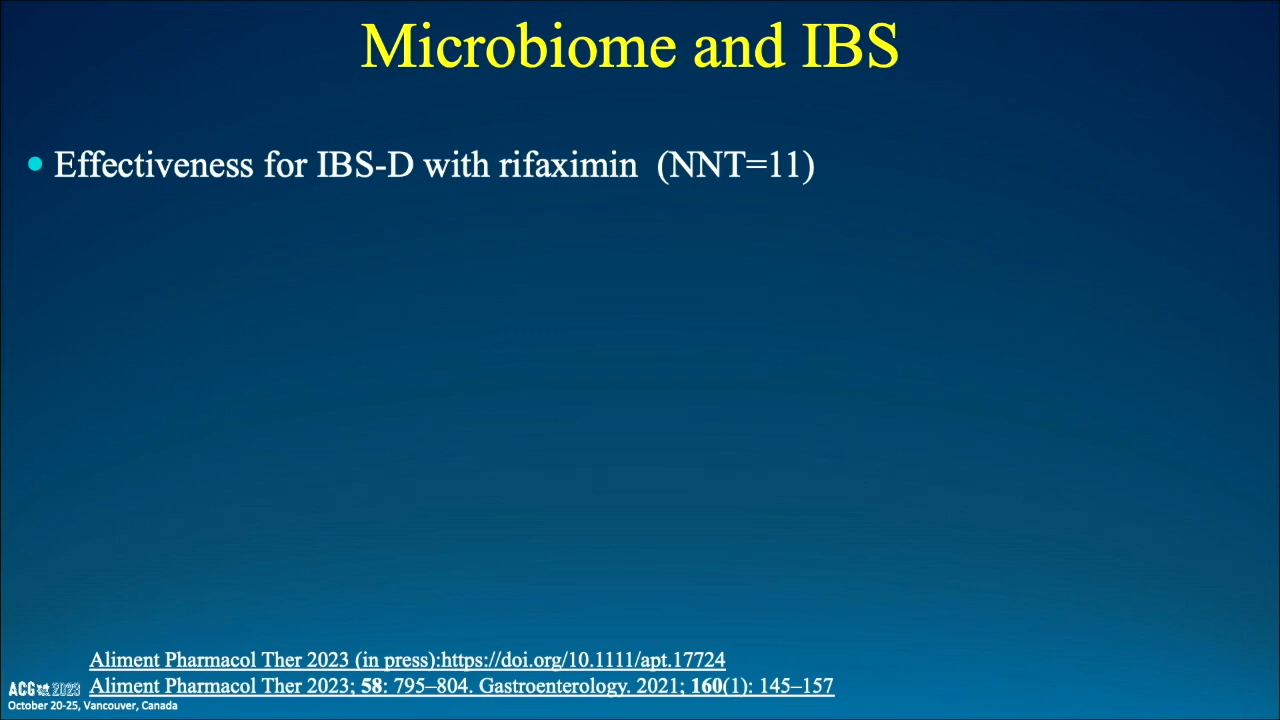 Microbiome and IBS
• Effectiveness for IBS-D with rifaximin (NNT=11)
Aliment Pharmacol Ther 2023 (in press):https://doi.org/10.1111/apt.17724
Aliment Pharmacol Ther 2023; 58: 795–804. Gastroenterology. 2021; 160(1): 145–157
ACG 2023
October 20-25, Vancouver, Canada